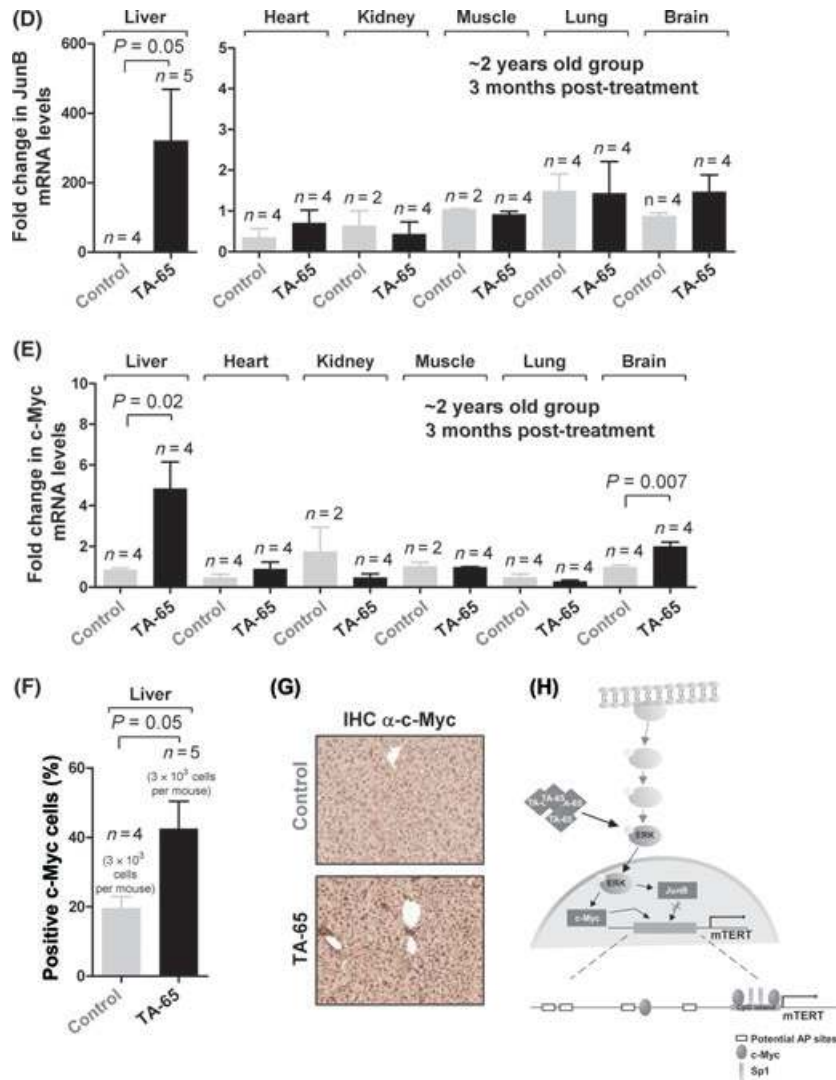 (D)
Liver
Heart
Kidney
Muscle
Lung
Brain
Fold change in JunB
mRNA levels
600
400
200
0
P = 0.05
n = 5
n = 4
Control
TA-65
5
4
3
2
1
0
~2 years old group
3 months post-treatment
n = 4
n = 4
n = 2
n = 4
n = 2
n = 4
n = 4
n = 4
n = 4
n = 4
Control
TA-65
Control
TA-65
Control
TA-65
Control
TA-65
Control
TA-65
(E)
Liver
Heart
Kidney
Muscle
Lung
Brain
Fold change in c-Myc
mRNA levels
10
8
6
4
2
0
P = 0.02
~2 years old group
3 months post-treatment
P = 0.007
n = 4
n = 4
n = 4
n = 4
n = 2
n = 4
n = 2
n = 4
n = 4
n = 4
n = 4
n = 4
Control
TA-65
Control
TA-65
Control
TA-65
Control
TA-65
Control
TA-65
Control
TA-65
(F)
Liver
P = 0.05
Positive c-Myc cells (%)
60
40
20
0
n = 5
(3 × 10³ cells
per mouse)
n = 4
(3 × 10³
cells
per mouse)
Control
TA-65
(G)
IHC α-c-Myc
Control
TA-65
(H)
TA-65
TA-65
ERK
ERK
JunB
c-Myc
mTERT
mTERT
Potential AP sites
c-Myc
Sp1